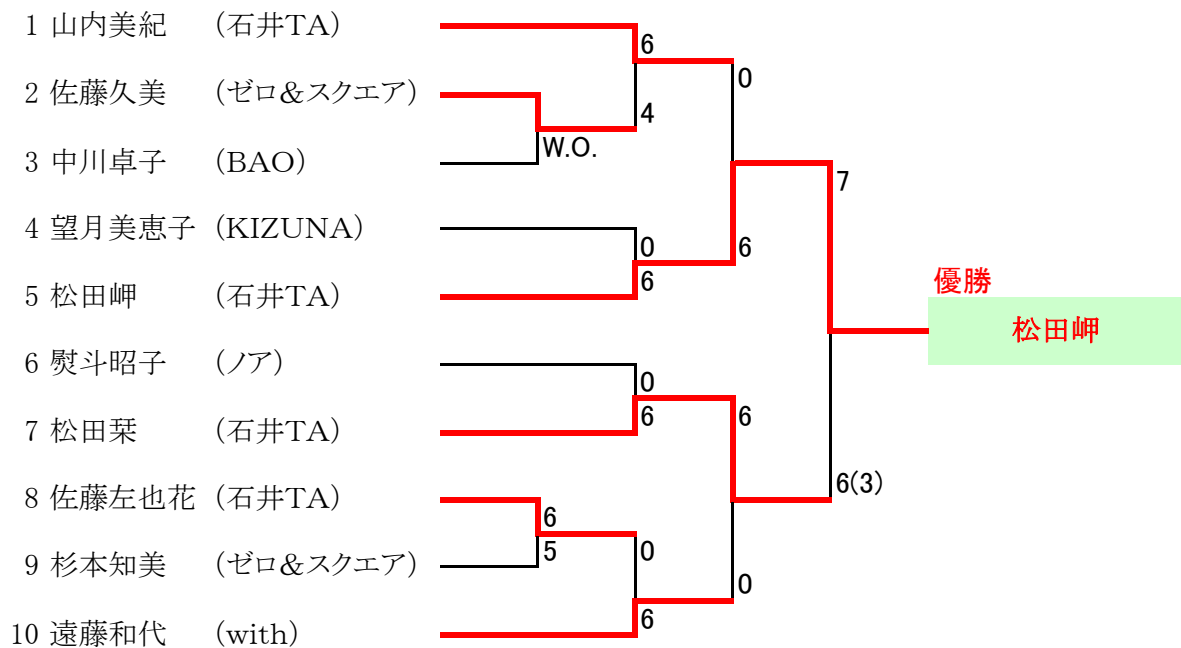 1 山内美紀 (石井TA)
6
0
2 佐藤久美 (ゼロ&スクエア)
4
W.O.
3 中川卓子 (BAO)
7
4 望月美恵子 (KIZUNA)
0
6
6
5 松田岬 (石井TA)
優勝
松田岬
6 熨斗昭子 (ノア)
0
6
6
7 松田栞 (石井TA)
6(3)
8 佐藤左也花 (石井TA)
6
5
0
9 杉本知美 (ゼロ&スクエア)
0
6
10 遠藤和代 (with)